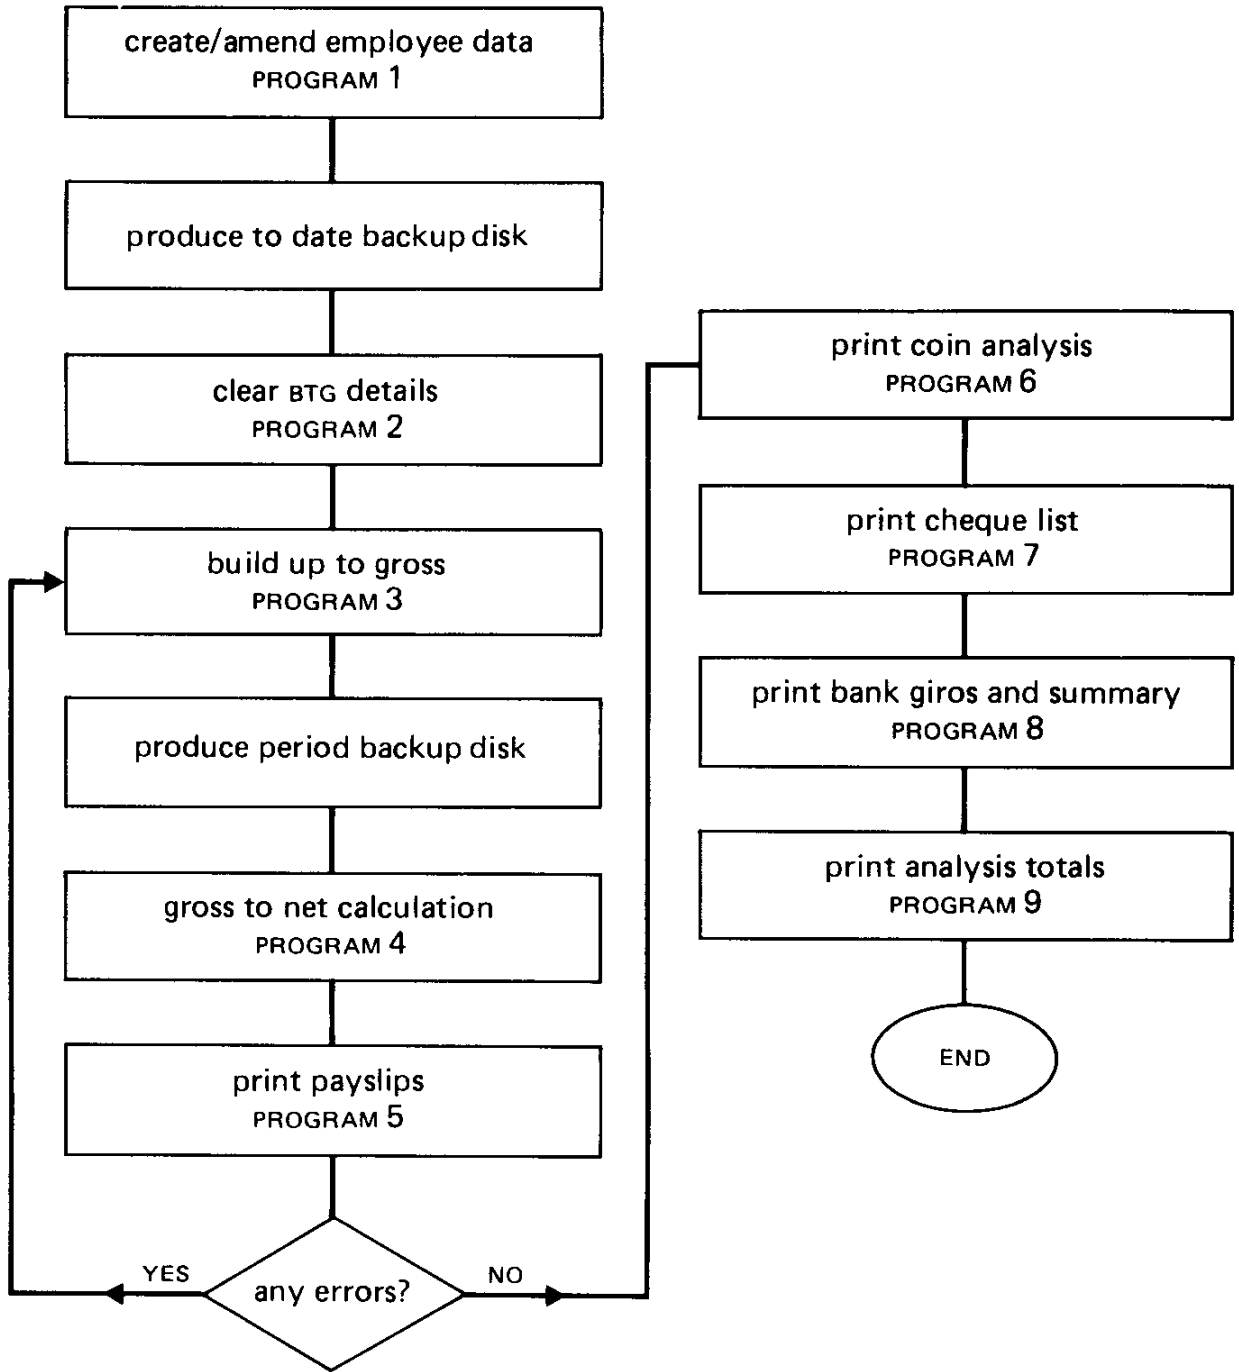 create/amend employee data
PROGRAM 1
produce to date backup disk
clear BTG details
PROGRAM 2
build up to gross
PROGRAM 3
produce period backup disk
gross to net calculation
PROGRAM 4
print payslips
PROGRAM 5
any errors?
YES
NO
print coin analysis
PROGRAM 6
print cheque list
PROGRAM 7
print bank giros and summary
PROGRAM 8
print analysis totals
PROGRAM 9
END